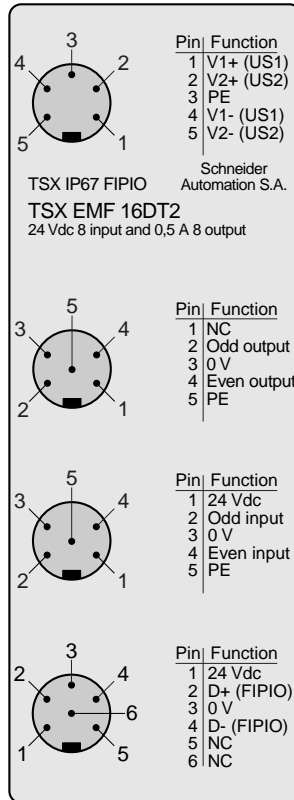 3
4
2
5
1
Pin Function
1 V1+ (US1)
2 V2+ (US2)
3 PE
4 V1- (US1)
5 V2- (US2)
TSX IP67 FIPIO
Schneider
Automation S.A.
TSX EMF 16DT2
24 Vdc 8 input and 0,5 A 8 output
5
3
4
2
1
Pin Function
1 NC
2 Odd output
3 0 V
4 Even output
5 PE
5
3
4
2
1
Pin Function
1 24 Vdc
2 Odd input
3 0 V
4 Even input
5 PE
3
2
4
6
1
5
Pin Function
1 24 Vdc
2 D+ (FIPIO)
3 0 V
4 D- (FIPIO)
5 NC
6 NC